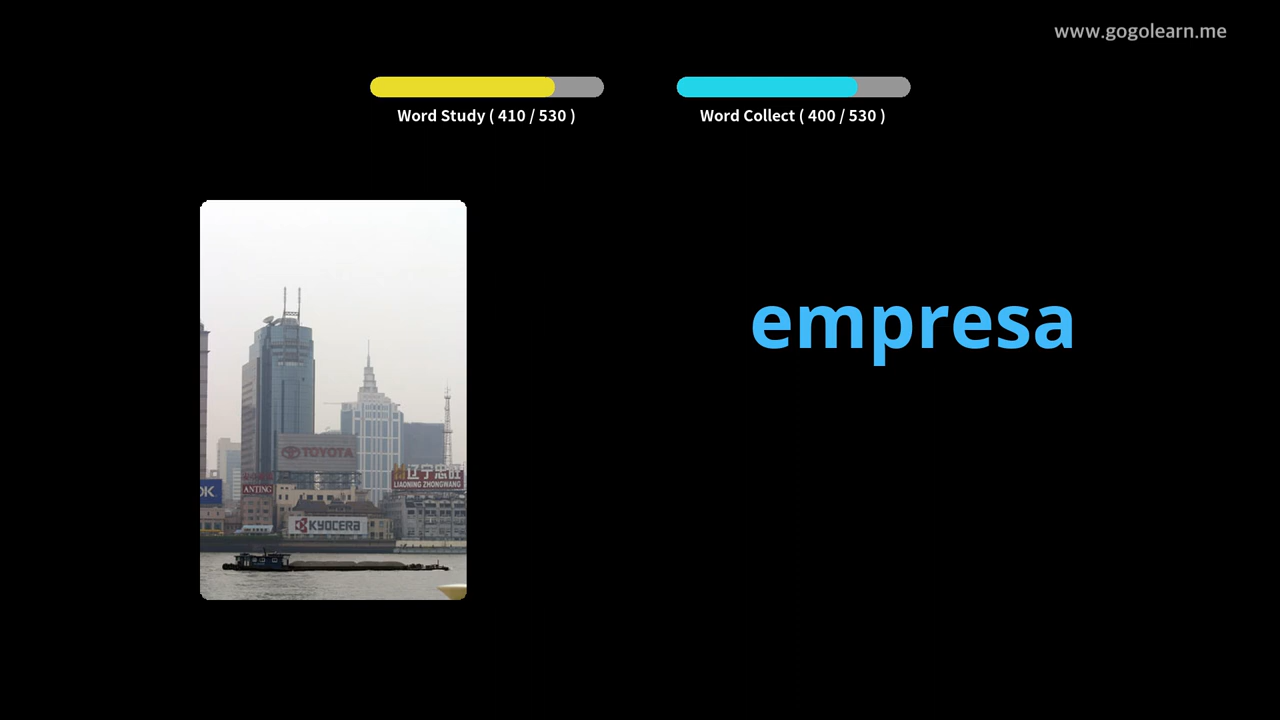 www.gogolearn.me
Word Study ( 410 / 530 )
Word Collect ( 400 / 530 )
empresa
TOYOTA
辽宁忠旺
LIAONING ZHONGWANG
OK
ANTING
KYOCERA